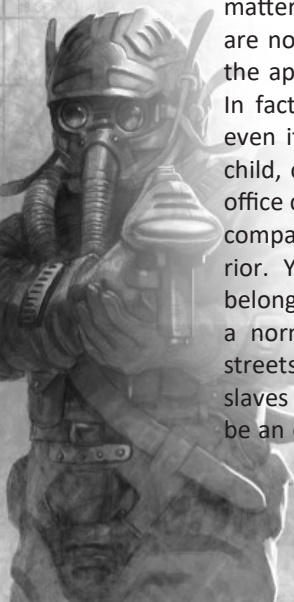 matter
are no
the ap
In fact
even i
child,
office
compa
rior. Y
belong
a norr
streets
slaves
be an